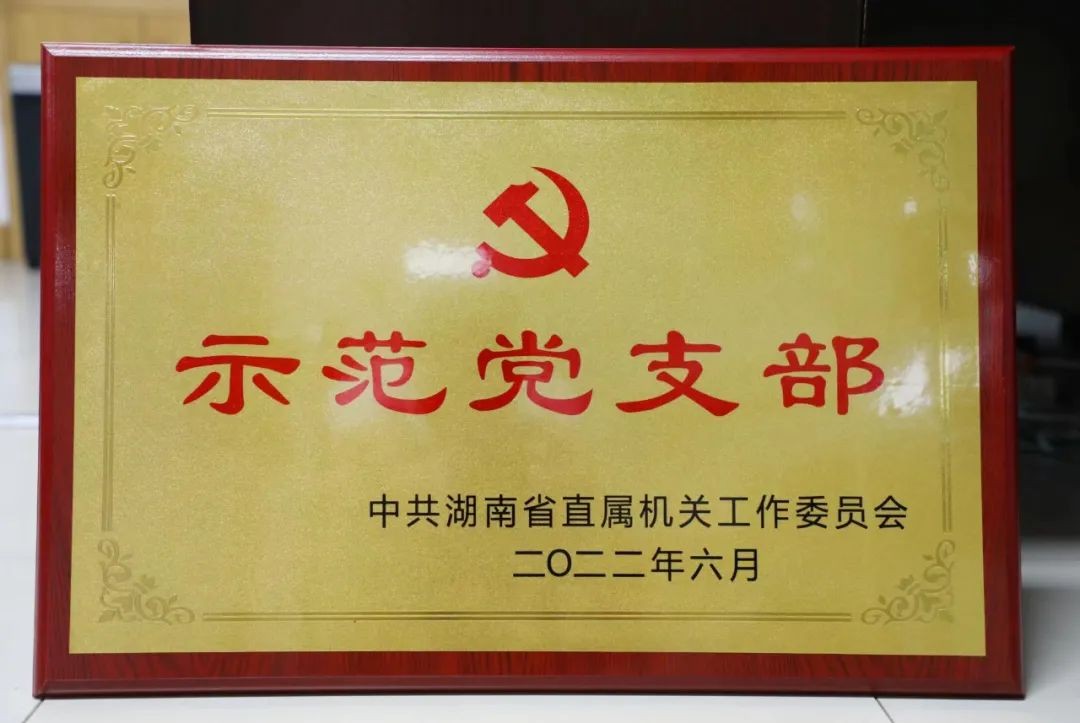 示范党支部
中共湖南省直属机关工作委员会
二〇二二年六月